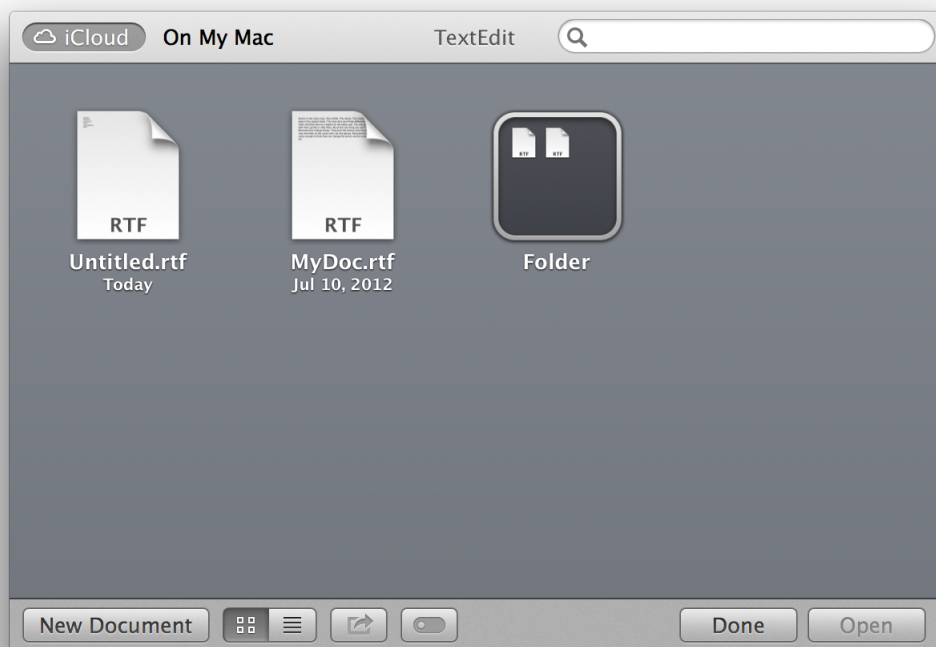 iCloud On My Mac TextEdit
RTF RTF RTF RTF
Untitled.rtf MyDoc.rtf Folder
Today Jul 10, 2012
New Document Done Open